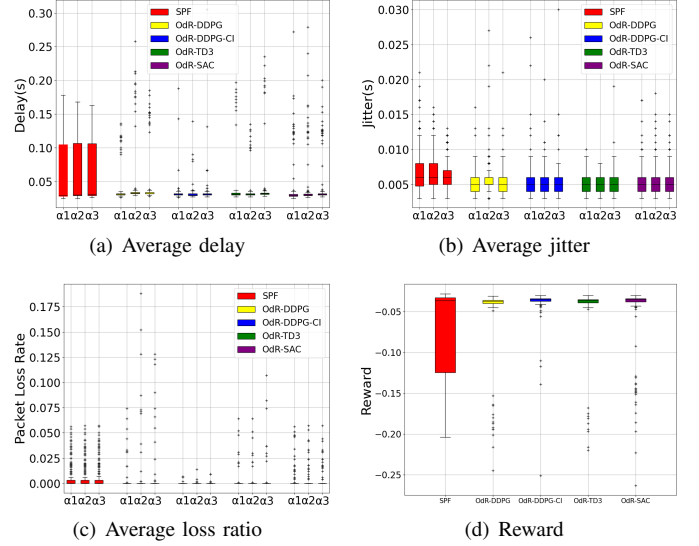 0.30
0.25
0.20
0.15
0.10
0.05
Delay(s)
SPF
OdR-DDPG
OdR-DDPG-CI
OdR-TD3
OdR-SAC
α1α2α3 α1α2α3 α1α2α3 α1α2α3 α1α2α3
(a) Average delay
0.030
0.025
0.020
0.015
0.010
0.005
Jitter(s)
SPF
OdR-DDPG
OdR-DDPG-CI
OdR-TD3
OdR-SAC
α1α2α3 α1α2α3 α1α2α3 α1α2α3 α1α2α3
(b) Average jitter
0.175
0.150
0.125
0.100
0.075
0.050
0.025
0.000
Packet Loss Rate
SPF
OdR-DDPG
OdR-DDPG-CI
OdR-TD3
OdR-SAC
α1α2α3 α1α2α3 α1α2α3 α1α2α3 α1α2α3
(c) Average loss ratio
−0.05
−0.10
−0.15
−0.20
−0.25
Reward
SPF OdR-DDPG OdR-DDPG-CI OdR-TD3 OdR-SAC
(d) Reward